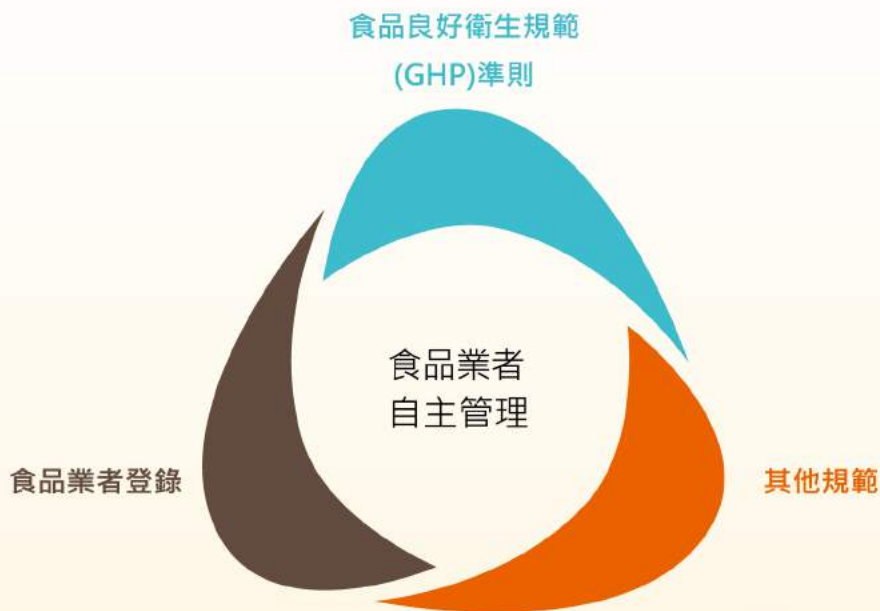 食品良好衛生規範
(GHP)準則
食品業者
自主管理
食品業者登錄
其他規範